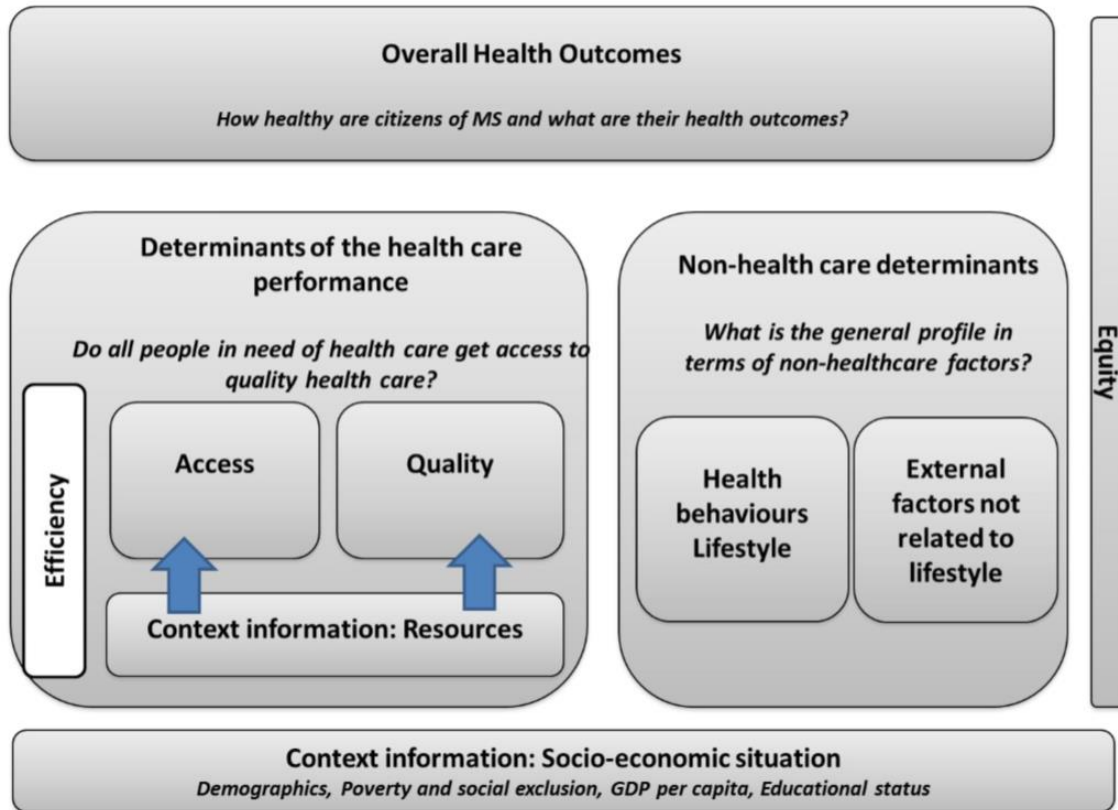 Overall Health Outcomes
How healthy are citizens of MS and what are their health outcomes?
Determinants of the health care
performance
Do all people in need of health care get access to
quality health care?
Efficiency
Access
Quality
Context information: Resources
Non-health care determinants
What is the general profile in
terms of non-healthcare factors?
Health
behaviours
Lifestyle
External
factors not
related to
lifestyle
Equity
Context information: Socio-economic situation
Demographics, Poverty and social exclusion, GDP per capita, Educational status